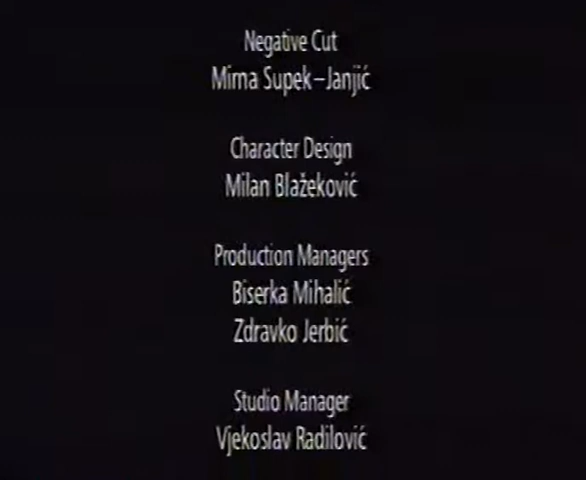 Negative Cut
Mirna Supek–Janjić
Character Design
Milan Blažeković
Production Managers
Biserka Mihalić
Zdravko Jerbić
Studio Manager
Vjekoslav Radilović